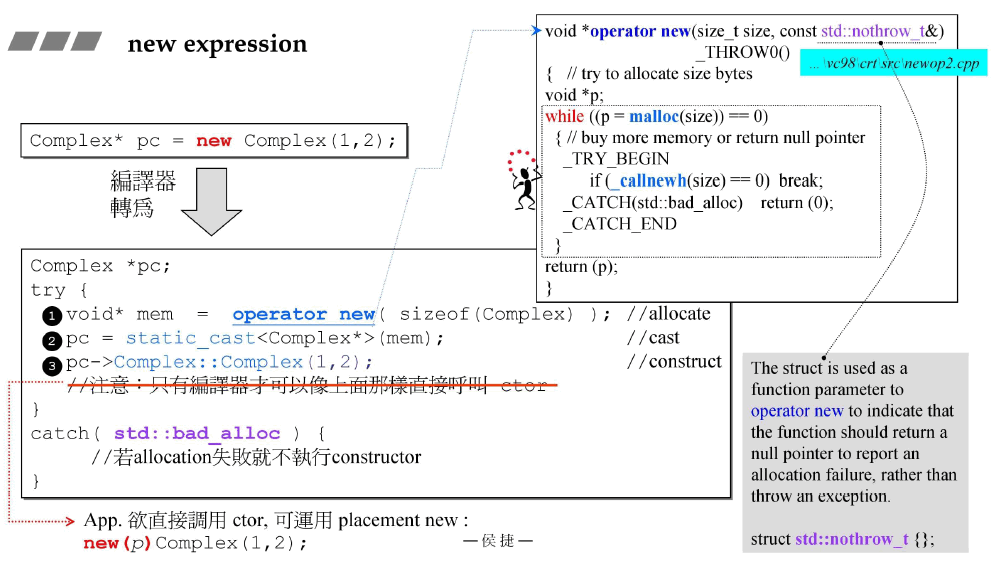 new expression
Complex* pc = new Complex(1,2);
編譯器
轉為
Complex *pc;
try {
❶ void* mem = operator new( sizeof(Complex) ); //allocate
❷ pc = static_cast<Complex*>(mem); //cast
❸ pc->Complex::Complex(1,2); //construct
//注意：只有編譯器才可以像上面那樣直接呼叫 ctor
}
catch( std::bad_alloc ) {
//若allocation失敗就不執行constructor
}
App. 欲直接調用 ctor, 可運用 placement new :
new(p)Complex(1,2);
—侯捷—
void *operator new(size_t size, const std::nothrow_t&)
_THROW0()
...\vc98\crt\src\newop2.cpp
{ // try to allocate size bytes
void *p;
while ((p = malloc(size)) == 0)
{ // buy more memory or return null pointer
_TRY_BEGIN
if (_callnewh(size) == 0) break;
_CATCH(std::bad_alloc) return (0);
_CATCH_END
}
return (p);
}
The struct is used as a
function parameter to
operator new to indicate that
the function should return a
null pointer to report an
allocation failure, rather than
throw an exception.
struct std::nothrow_t {};